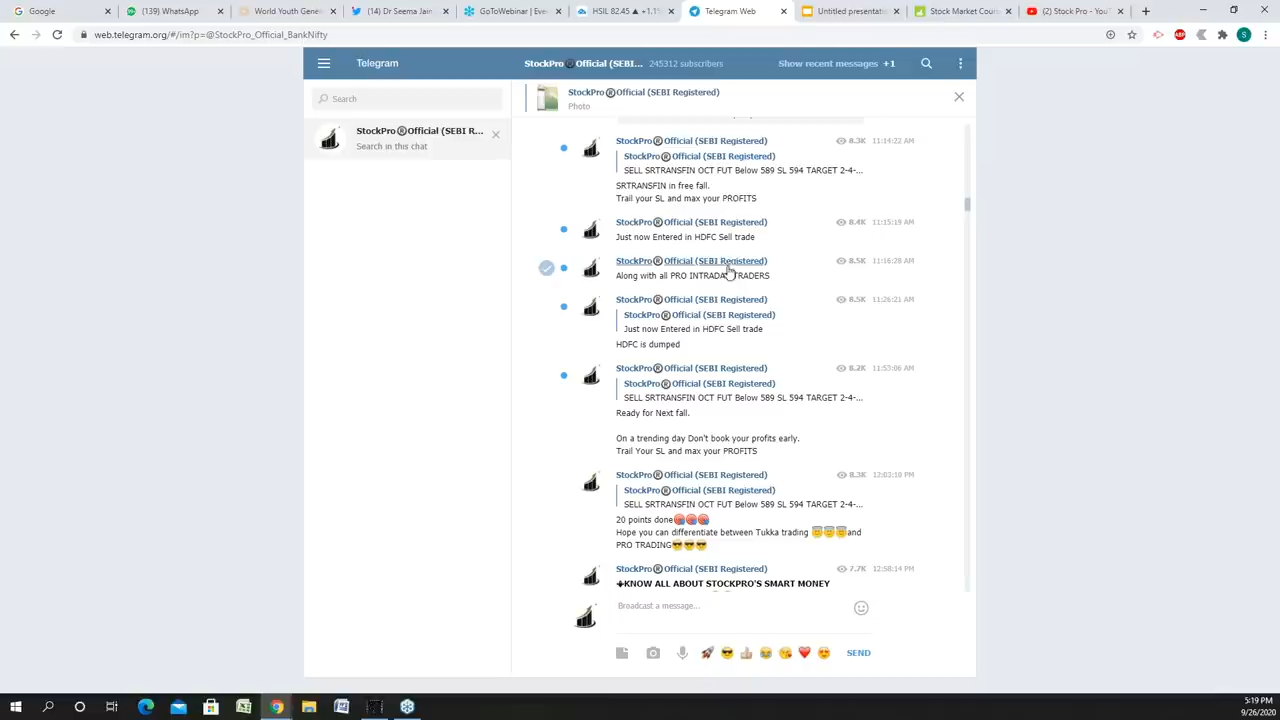 Google
(139) WhatsApp
World Youth Gene
(14) Dr Seema Jain
GoToWebinar | Even
HSIL 82.45 ▲ +1.1
Telegram Web
Untitled presentat
Stock Market Cours
(2) Stock Pro - You
web.telegram.org/#/im?p=@StockPro_Official_BankNifty
Telegram
StockPro®Official (SEBI... 245312 subscribers
Show recent messages +1
Search
StockPro®Official (SEBI Registered)
Photo
StockPro®Official (SEBI R...
Search in this chat
StockPro®Official (SEBI Registered) 8.3K 11:14:22 AM
StockPro®Official (SEBI Registered)
SELL SRTRANSFIN OCT FUT Below 589 SL 594 TARGET 2-4-...
SRTRANSFIN in free fall.
Trail your SL and max your PROFITS
StockPro®Official (SEBI Registered) 8.4K 11:15:19 AM
Just now Entered in HDFC Sell trade
StockPro®Official (SEBI Registered) 8.5K 11:16:28 AM
Along with all PRO INTRADAY TRADERS
StockPro®Official (SEBI Registered) 8.5K 11:26:21 AM
StockPro®Official (SEBI Registered)
Just now Entered in HDFC Sell trade
HDFC is dumped
StockPro®Official (SEBI Registered) 8.2K 11:53:06 AM
StockPro®Official (SEBI Registered)
SELL SRTRANSFIN OCT FUT Below 589 SL 594 TARGET 2-4-...
Ready for Next fall.
On a trending day Don't book your profits early.
Trail Your SL and max your PROFITS
StockPro®Official (SEBI Registered) 8.3K 12:03:10 PM
StockPro®Official (SEBI Registered)
SELL SRTRANSFIN OCT FUT Below 589 SL 594 TARGET 2-4-...
20 points done
Hope you can differentiate between Tukka trading 😇😇😇and
PRO TRADING😎😎😎
StockPro®Official (SEBI Registered) 7.7K 12:58:14 PM
KNOW ALL ABOUT STOCKPRO'S SMART MONEY
Broadcast a message...
SEND
5:19 PM
9/26/2020